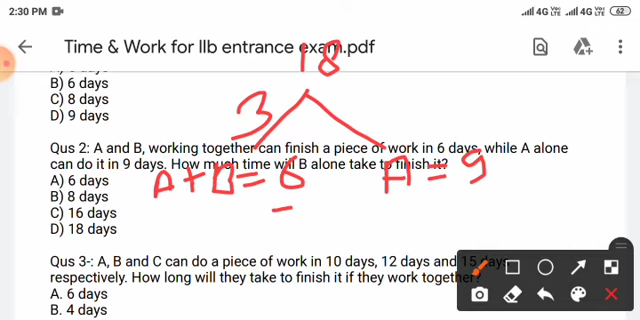 2:30 PM 4G VoLTE 4G VoLTE 62
Time & Work for llb entrance exam.pdf
18
B) 6 days
C) 8 days
D) 9 days
3
Qus 2: A and B, working together can finish a piece of work in 6 days, while A alone
can do it in 9 days. How much time will B alone take to finish it?
A+B=6 A=9
A) 6 days
B) 8 days
C) 16 days
D) 18 days
Qus 3-: A, B and C can do a piece of work in 10 days, 12 days and 15 days
respectively. How long will they take to finish it if they work together?
A. 6 days
B. 4 days